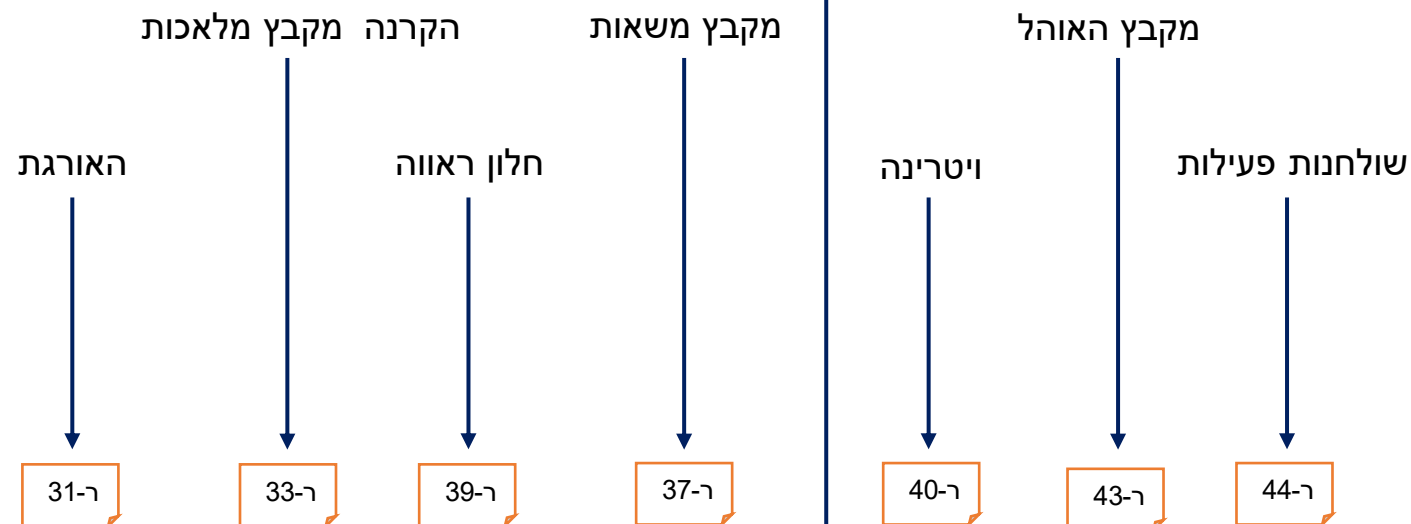 מקבץ האוהל
מקבץ משאות
הקרנה מקבץ מלאכות
שולחנות פעילות
ויטרינה
חלון ראווה
האורגת
ר-44
ר-43
ר-40
ר-37
ר-39
ר-33
ר-31